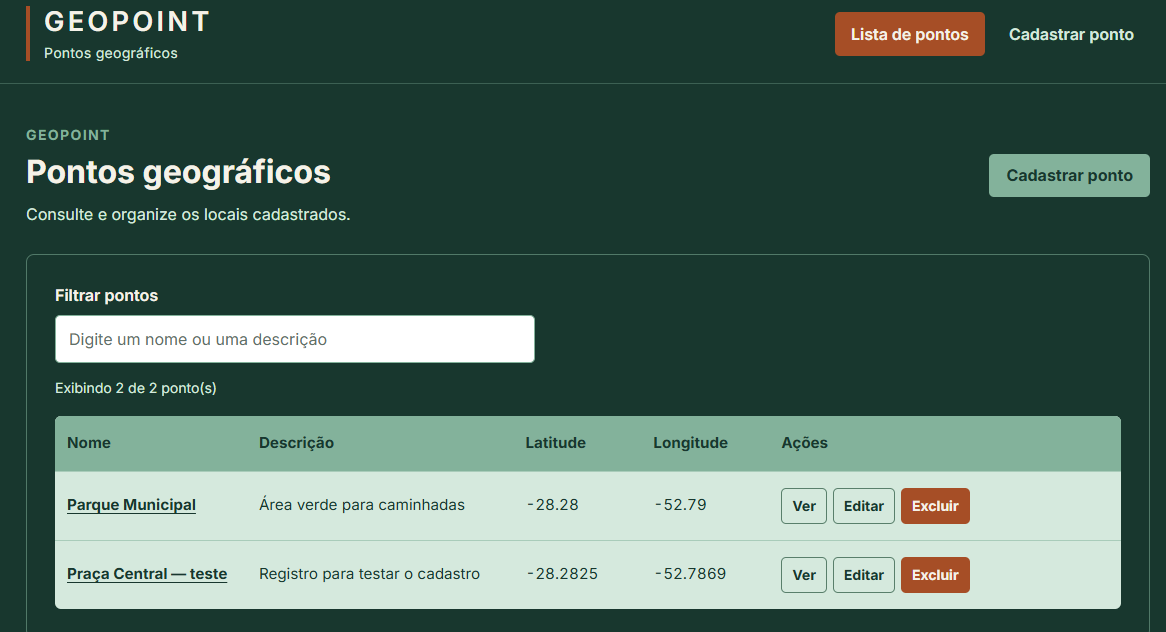 GEOPOINT
Pontos geográficos
Lista de pontos
Cadastrar ponto
GEOPOINT
Pontos geográficos
Cadastrar ponto
Consulte e organize os locais cadastrados.
Filtrar pontos
Digite um nome ou uma descrição
Exibindo 2 de 2 ponto(s)
Nome Descrição Latitude Longitude Ações
Parque Municipal Área verde para caminhadas -28.28 -52.79 Ver Editar Excluir
Praça Central — teste Registro para testar o cadastro -28.2825 -52.7869 Ver Editar Excluir